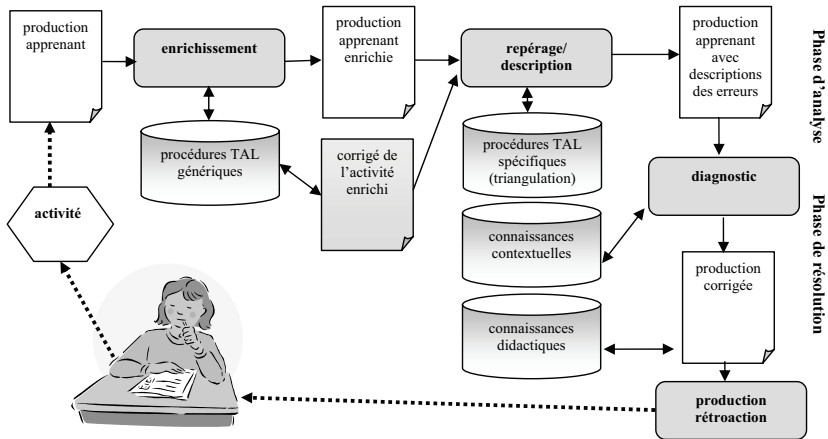 production
apprenant
enrichissement
production
apprenant
enrichie
repérage/
description
production
apprenant
avec
descriptions
des erreurs
Phase d'analyse
procédures TAL
génériques
corrigé de
l'activité
enrichi
procédures TAL
spécifiques
(triangulation)
diagnostic
activité
connaissances
contextuelles
Phase de résolution
production
corrigée
connaissances
didactiques
production
rétroaction